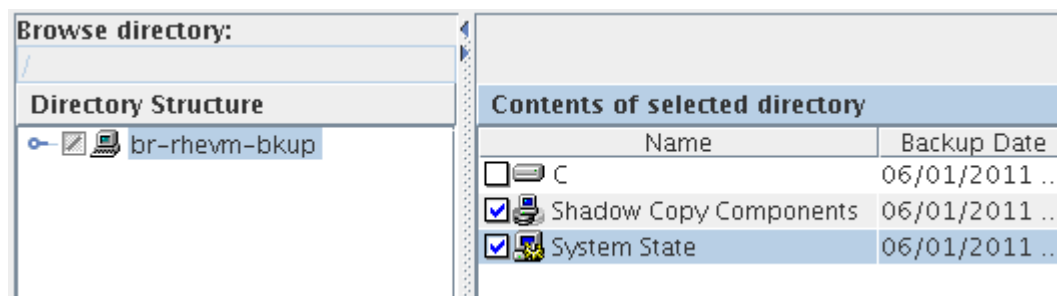 Browse directory:
/
Directory Structure
br-rhevm-bkup
Contents of selected directory
Name Backup Date
C 06/01/2011 ...
Shadow Copy Components 06/01/2011 ...
System State 06/01/2011 ...